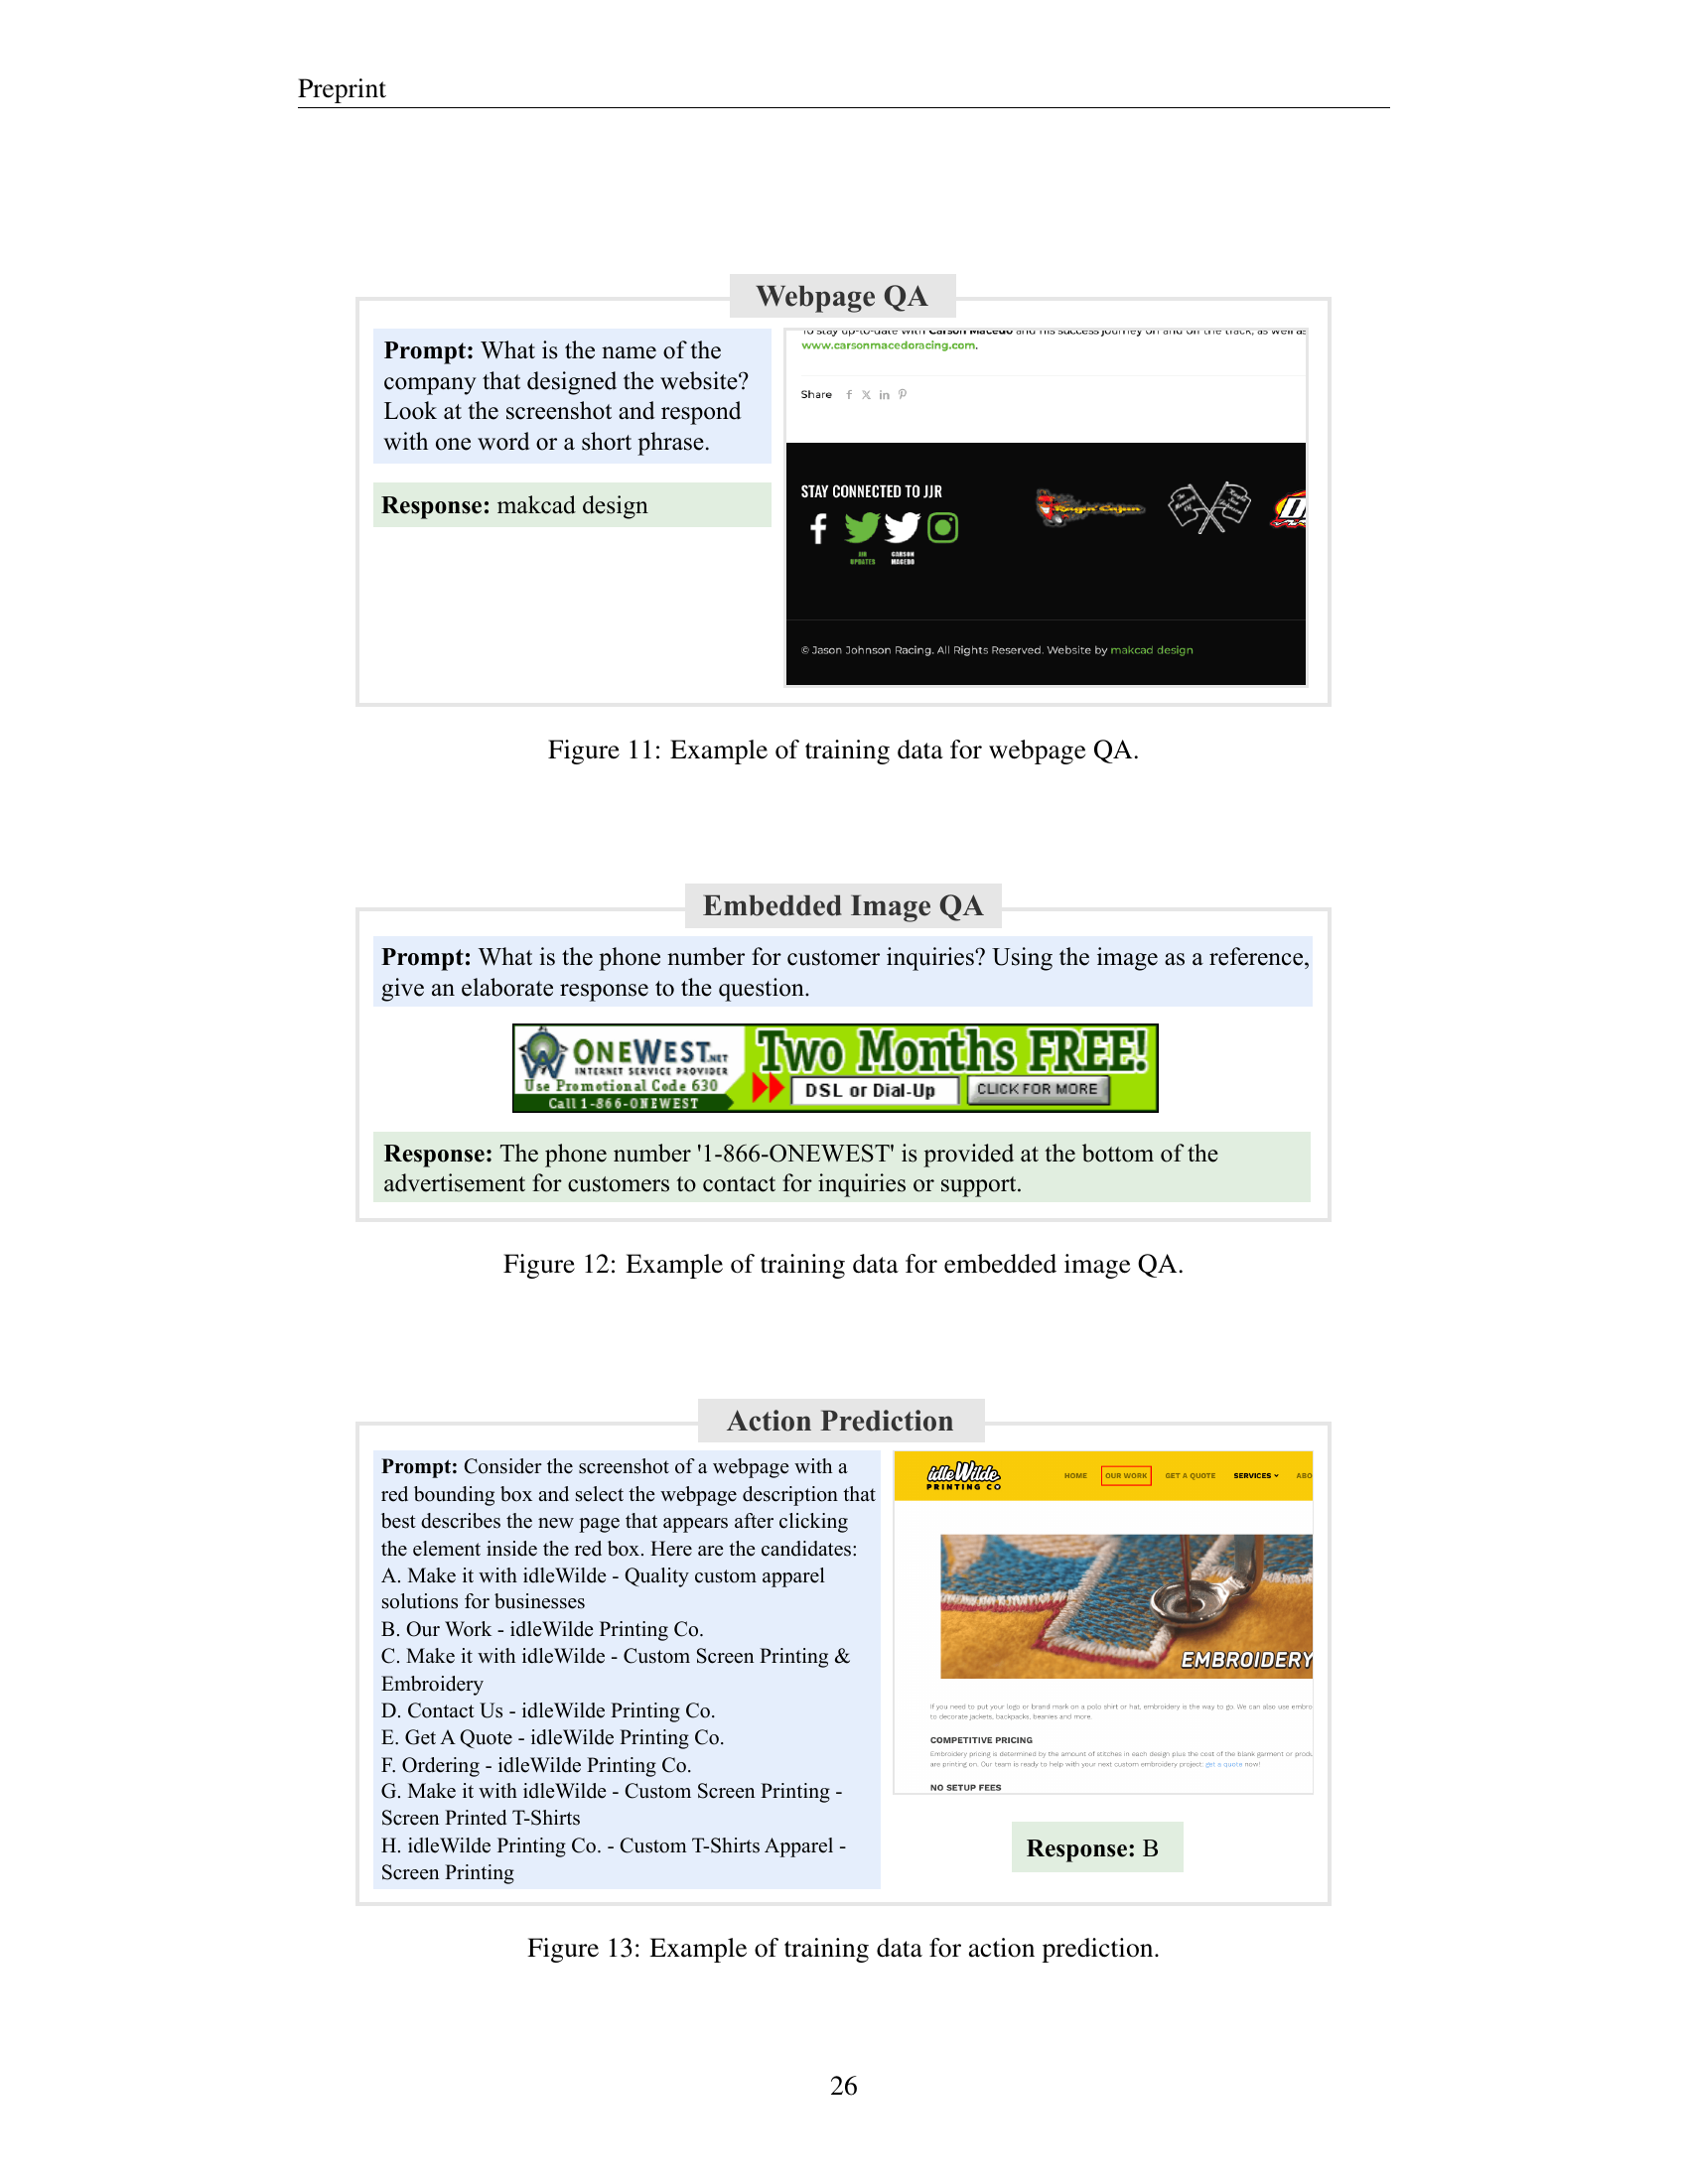 Preprint
Webpage QA
Prompt: What is the name of the
company that designed the website?
Look at the screenshot and respond
with one word or a short phrase.
Response: makcad design
To stay up-to-date with Carson Macedo and his success journey on and off the track, as well as
www.carsonmacedoracing.com.
Share
STAY CONNECTED TO JJR
JJR UPDATES
CARSON MACEDO
Ragin' Cajun
© Jason Johnson Racing. All Rights Reserved. Website by makcad design
Figure 11: Example of training data for webpage QA.
Embedded Image QA
Prompt: What is the phone number for customer inquiries? Using the image as a reference,
give an elaborate response to the question.
ONEWEST.NET
INTERNET SERVICE PROVIDER
Use Promotional Code 630
Call 1-866-ONEWEST
Two Months FREE!
DSL or Dial-Up
CLICK FOR MORE
Response: The phone number '1-866-ONEWEST' is provided at the bottom of the
advertisement for customers to contact for inquiries or support.
Figure 12: Example of training data for embedded image QA.
Action Prediction
Prompt: Consider the screenshot of a webpage with a
red bounding box and select the webpage description that
best describes the new page that appears after clicking
the element inside the red box. Here are the candidates:
A. Make it with idleWilde - Quality custom apparel
solutions for businesses
B. Our Work - idleWilde Printing Co.
C. Make it with idleWilde - Custom Screen Printing &
Embroidery
D. Contact Us - idleWilde Printing Co.
E. Get A Quote - idleWilde Printing Co.
F. Ordering - idleWilde Printing Co.
G. Make it with idleWilde - Custom Screen Printing -
Screen Printed T-Shirts
H. idleWilde Printing Co. - Custom T-Shirts Apparel -
Screen Printing
idleWilde
PRINTING CO
HOME OUR WORK GET A QUOTE SERVICES ABO
EMBROIDERY
If you need to put your logo or brand mark on a polo shirt or hat, embroidery is the way to go. We can also use embro
to decorate jackets, backpacks, beanies and more.
COMPETITIVE PRICING
Embroidery pricing is determined by the amount of stitches in each design plus the cost of the blank garment or produ
are printing on. Our team is ready to help with your next custom embroidery project: get a quote now!
NO SETUP FEES
Response: B
Figure 13: Example of training data for action prediction.
26